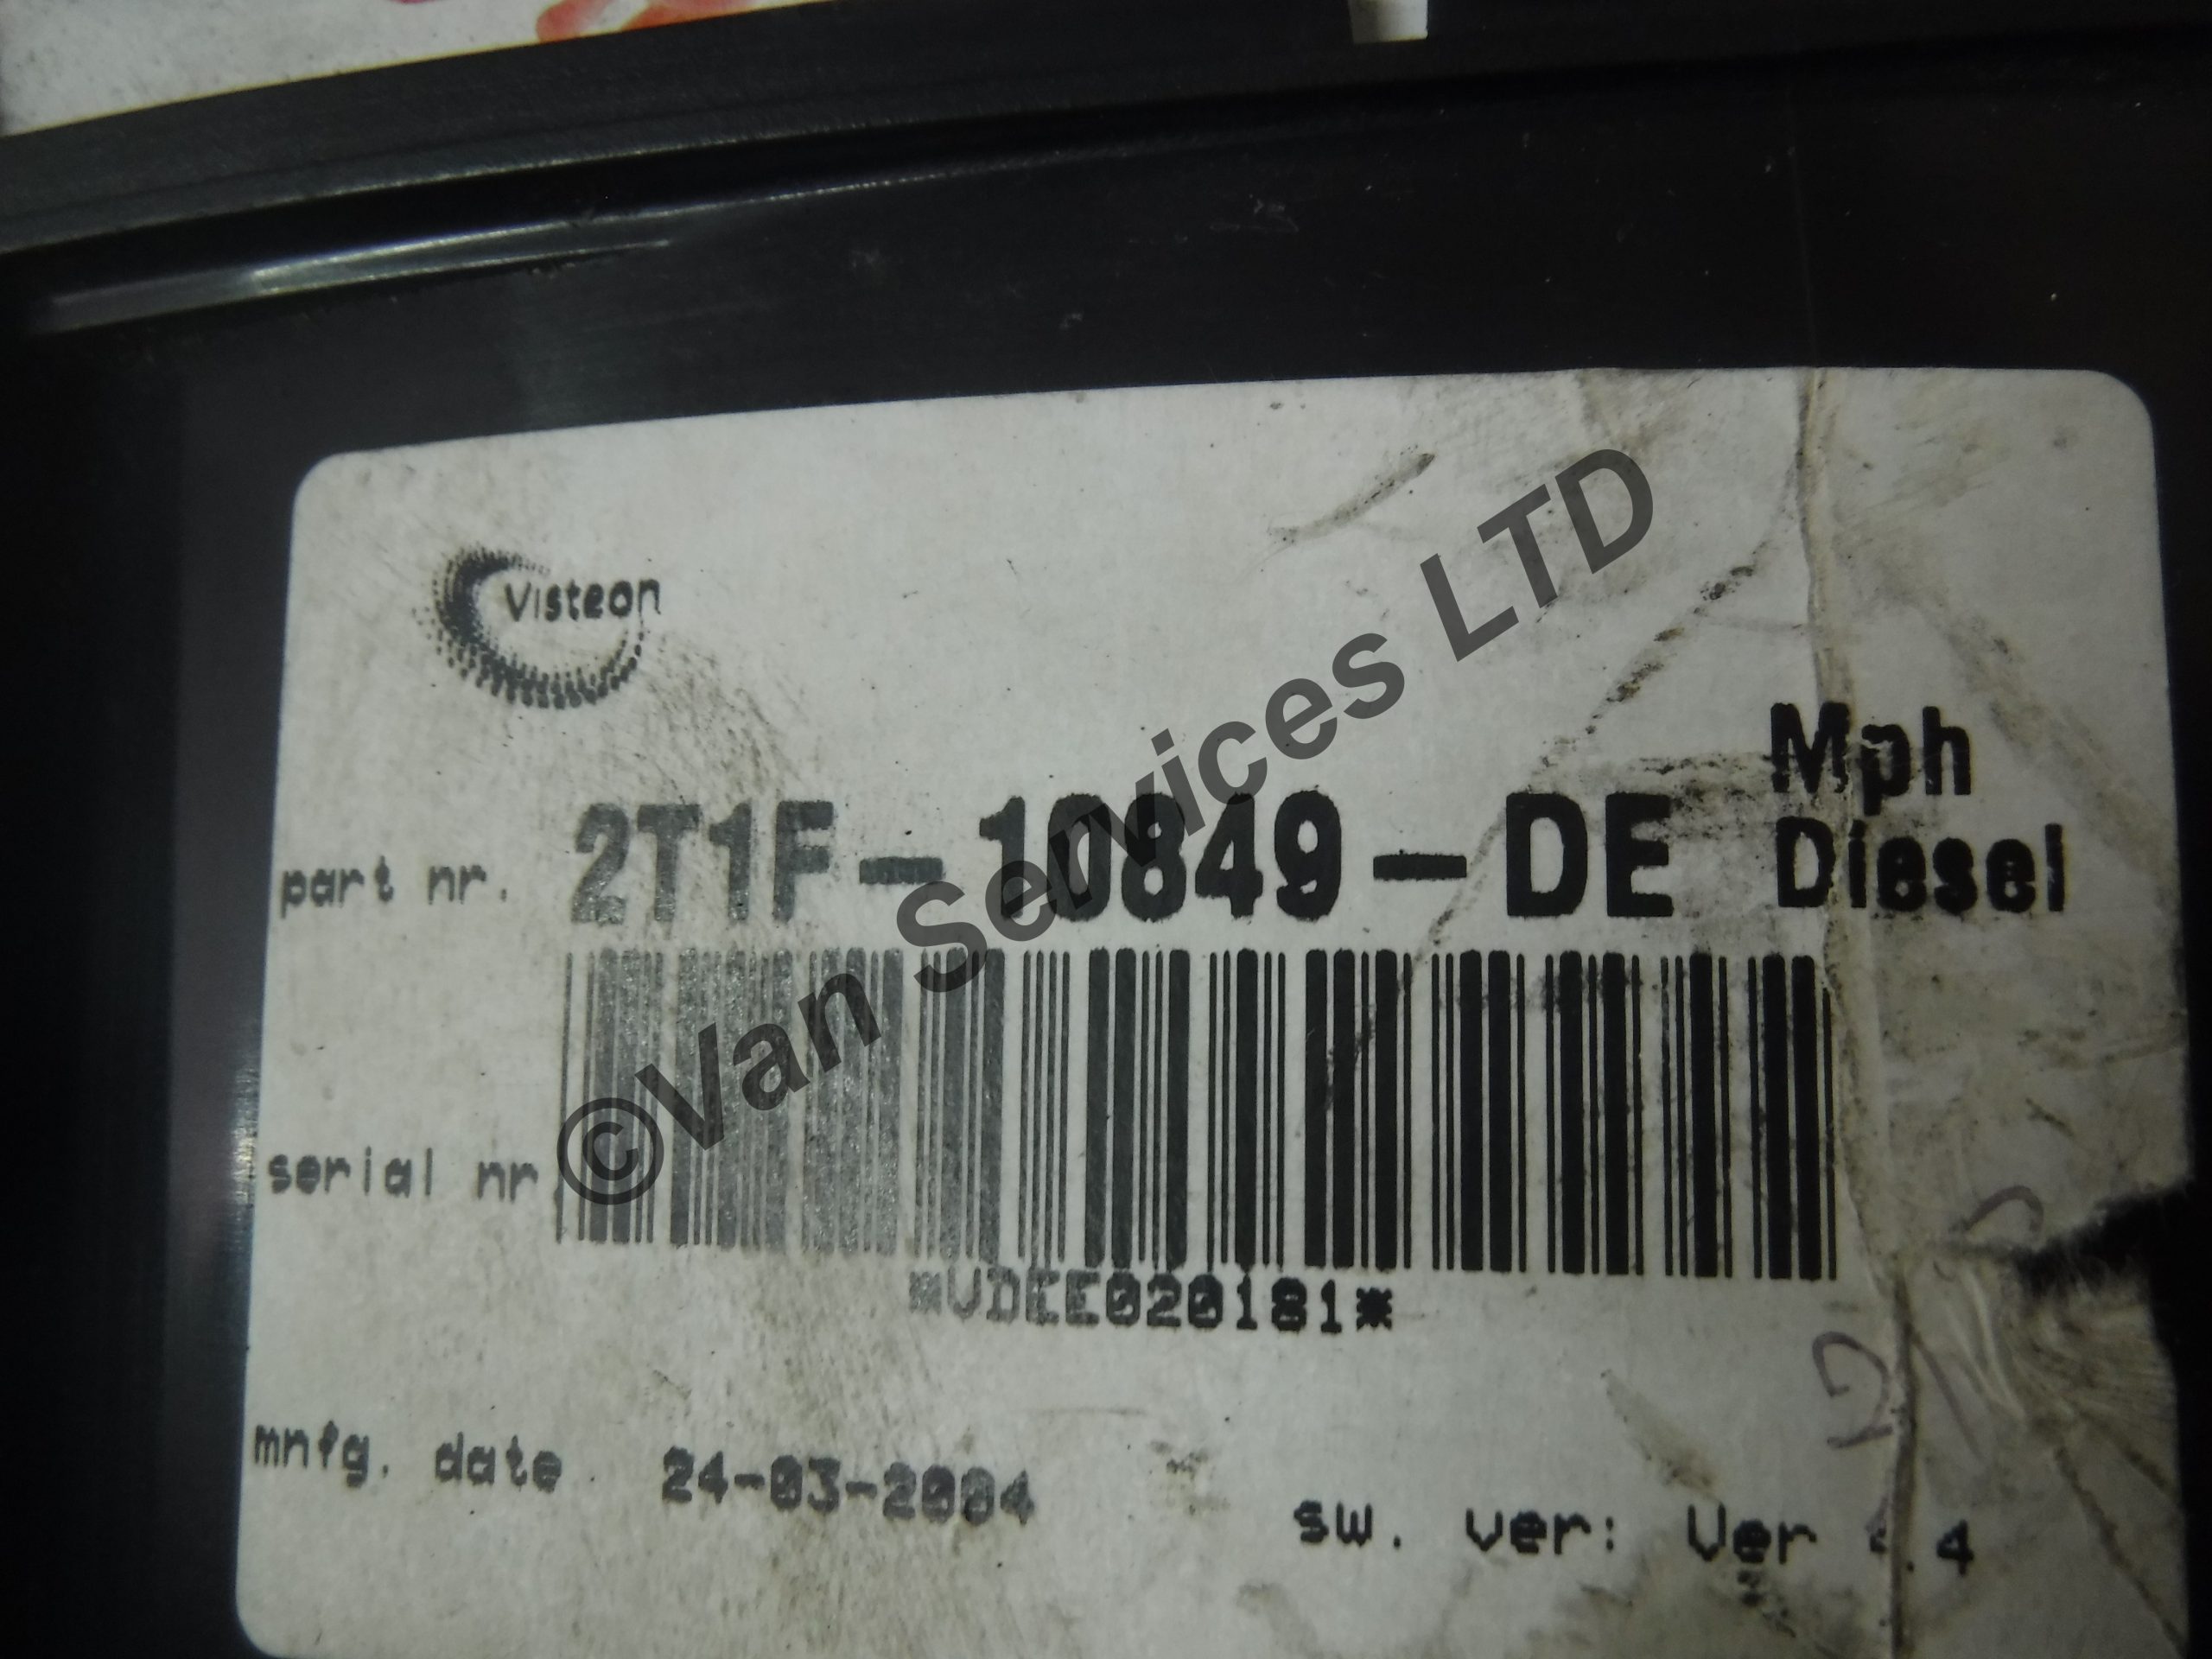 Visteon
Mph
part nr. 2T1F-10849-DE Diesel
serial nr.
*VDEE020181*
mnfg. date 24-03-2004
sw. ver: Ver
©Van Services LTD